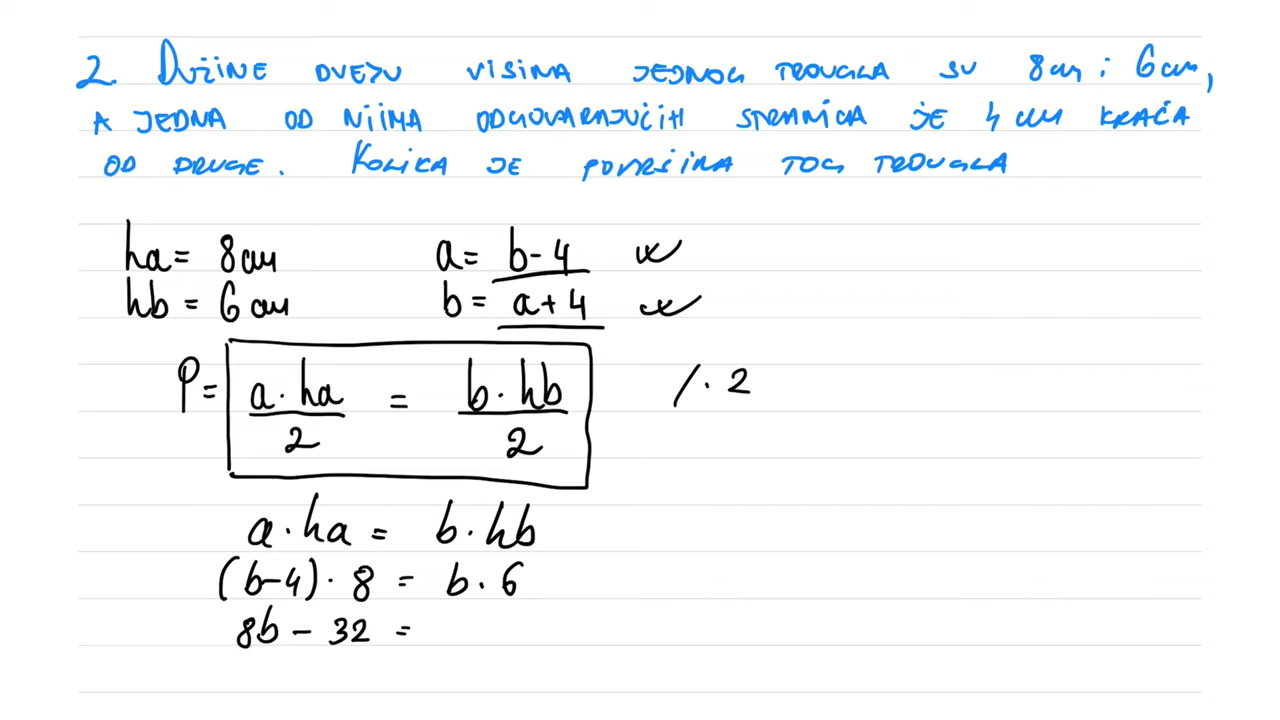 2. Dužine dveju visina jednog trougla su 8cm i 6cm,
a jedna od njima odgovarajućih stranica je 4 cm kraća
od druge. Kolika je površina tog trougla
ha = 8cm a = b - 4
hb = 6cm b = a + 4
P = a · ha / 2 = b · hb / 2 / · 2
a · ha = b · hb
(b-4) · 8 = b · 6
8b - 32 =